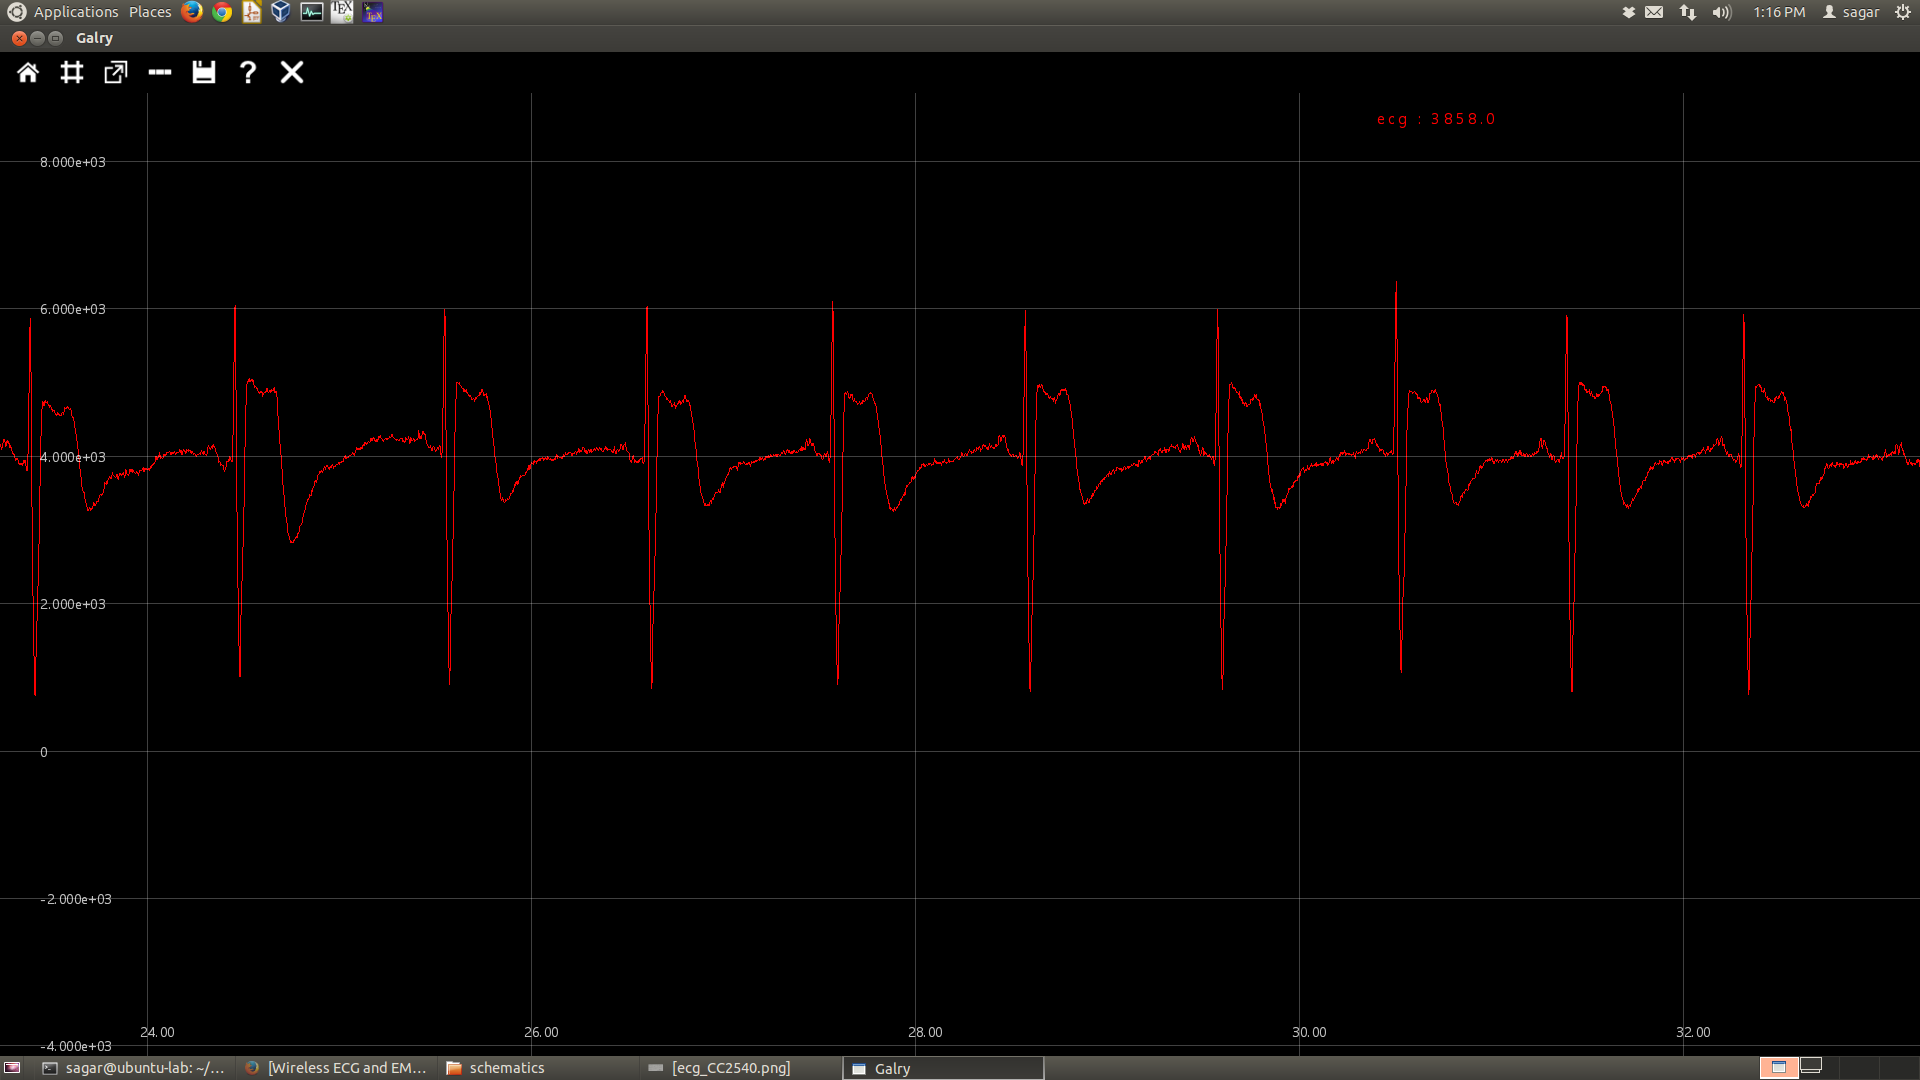 Applications Places TEX TEX 1:16 PM sagar
Galry
ecg : 3858.0
8.000e+03
6.000e+03
4.000e+03
2.000e+03
0
-2.000e+03
24.00 26.00 28.00 30.00 32.00
-4.000e+03
sagar@ubuntu-lab: ~/... [Wireless ECG and EM... schematics [ecg_CC2540.png] Galry